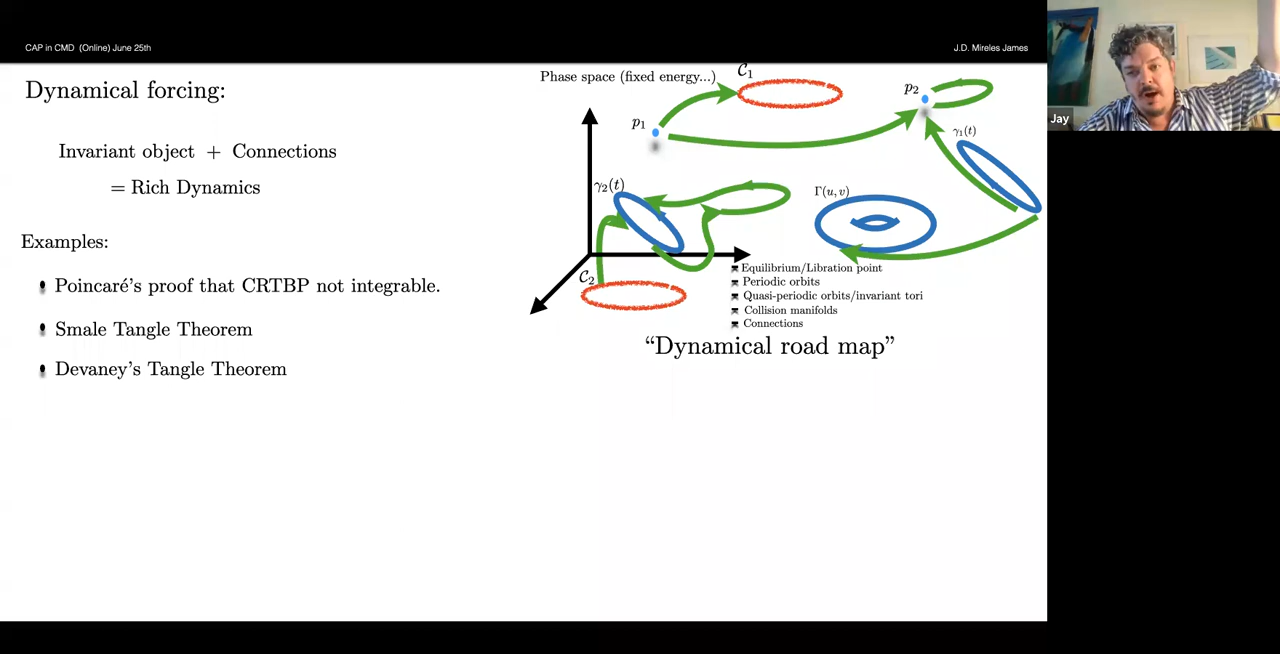 CAP in CMD (Online) June 25th
J.D. Mireles James
Dynamical forcing:
Invariant object + Connections
= Rich Dynamics
Examples:
Poincaré's proof that CRTBP not integrable.
Smale Tangle Theorem
Devaney's Tangle Theorem
Phase space (fixed energy...)
C₁
p₁
p₂
γ₁(t)
γ₂(t)
Γ(u, v)
C₂
Equilibrium/Libration point
Periodic orbits
Quasi-periodic orbits/invariant tori
Collision manifolds
Connections
“Dynamical road map”
Jay